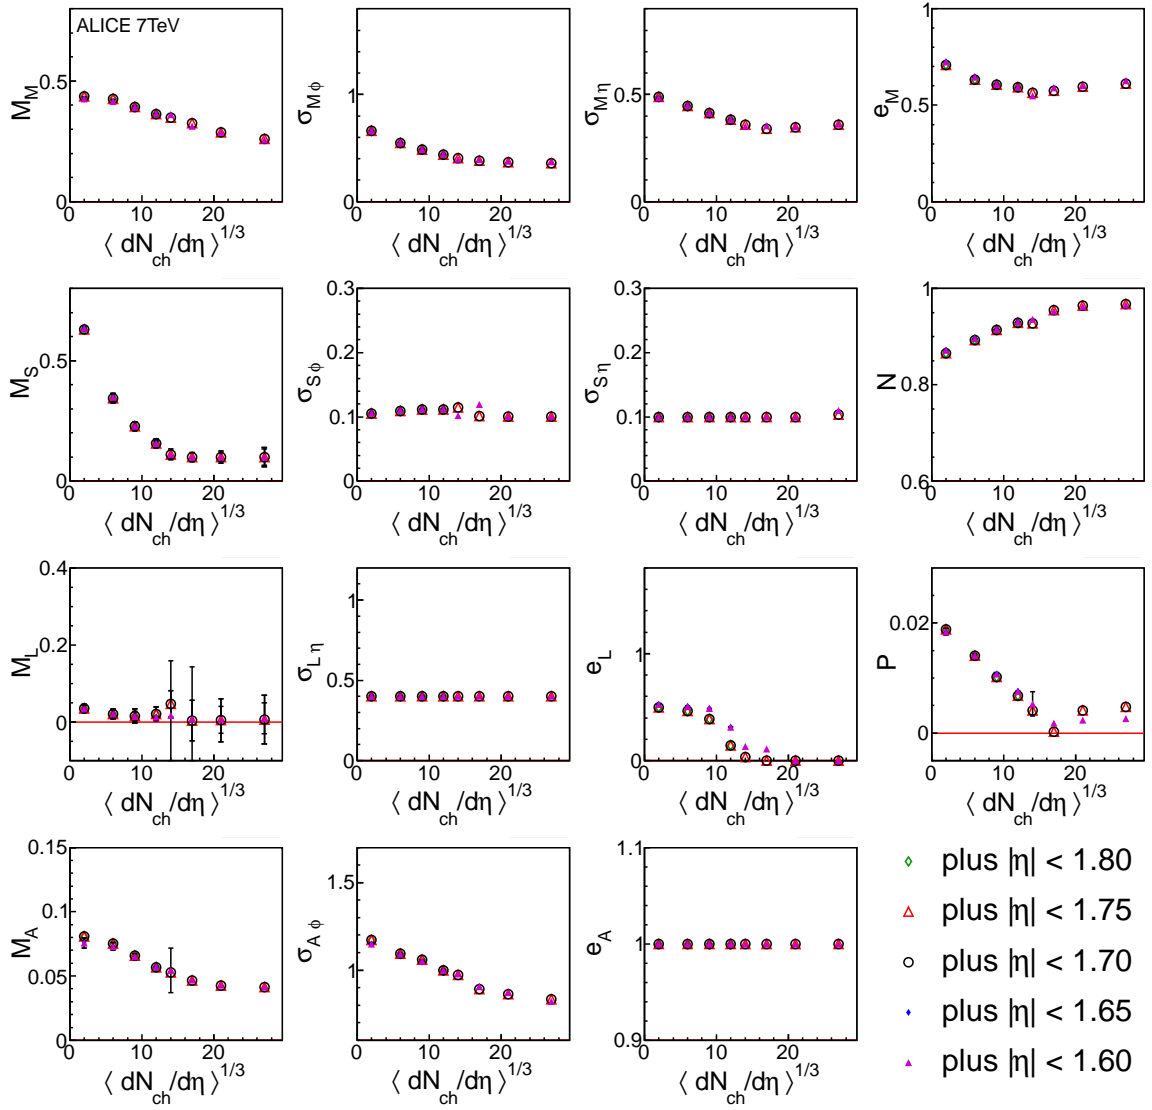 ALICE 7TeV
M_M
0.5
0
0 10 20
⟨ dN_ch/dη ⟩^1/3
σ_Mϕ
1
0
0 10 20
⟨ dN_ch/dη ⟩^1/3
σ_Mη
0.5
0
0 10 20
⟨ dN_ch/dη ⟩^1/3
e_M
1
0.5
0
0 10 20
⟨ dN_ch/dη ⟩^1/3
M_S
0.5
0
0 10 20
⟨ dN_ch/dη ⟩^1/3
σ_Sϕ
0.3
0.2
0.1
0
0 10 20
⟨ dN_ch/dη ⟩^1/3
σ_Sη
0.3
0.2
0.1
0
0 10 20
⟨ dN_ch/dη ⟩^1/3
N
1
0.8
0.6
0 10 20
⟨ dN_ch/dη ⟩^1/3
M_L
0.4
0.2
0
0 10 20
⟨ dN_ch/dη ⟩^1/3
σ_Lη
1
0.5
0
0 10 20
⟨ dN_ch/dη ⟩^1/3
e_L
1
0
0 10 20
⟨ dN_ch/dη ⟩^1/3
P
0.02
0
0 10 20
⟨ dN_ch/dη ⟩^1/3
M_A
0.15
0.1
0.05
0
0 10 20
⟨ dN_ch/dη ⟩^1/3
σ_Aϕ
1.5
1
0 10 20
⟨ dN_ch/dη ⟩^1/3
e_A
1.1
1
0.9
0 10 20
⟨ dN_ch/dη ⟩^1/3
plus |η| < 1.80
plus |η| < 1.75
plus |η| < 1.70
plus |η| < 1.65
plus |η| < 1.60